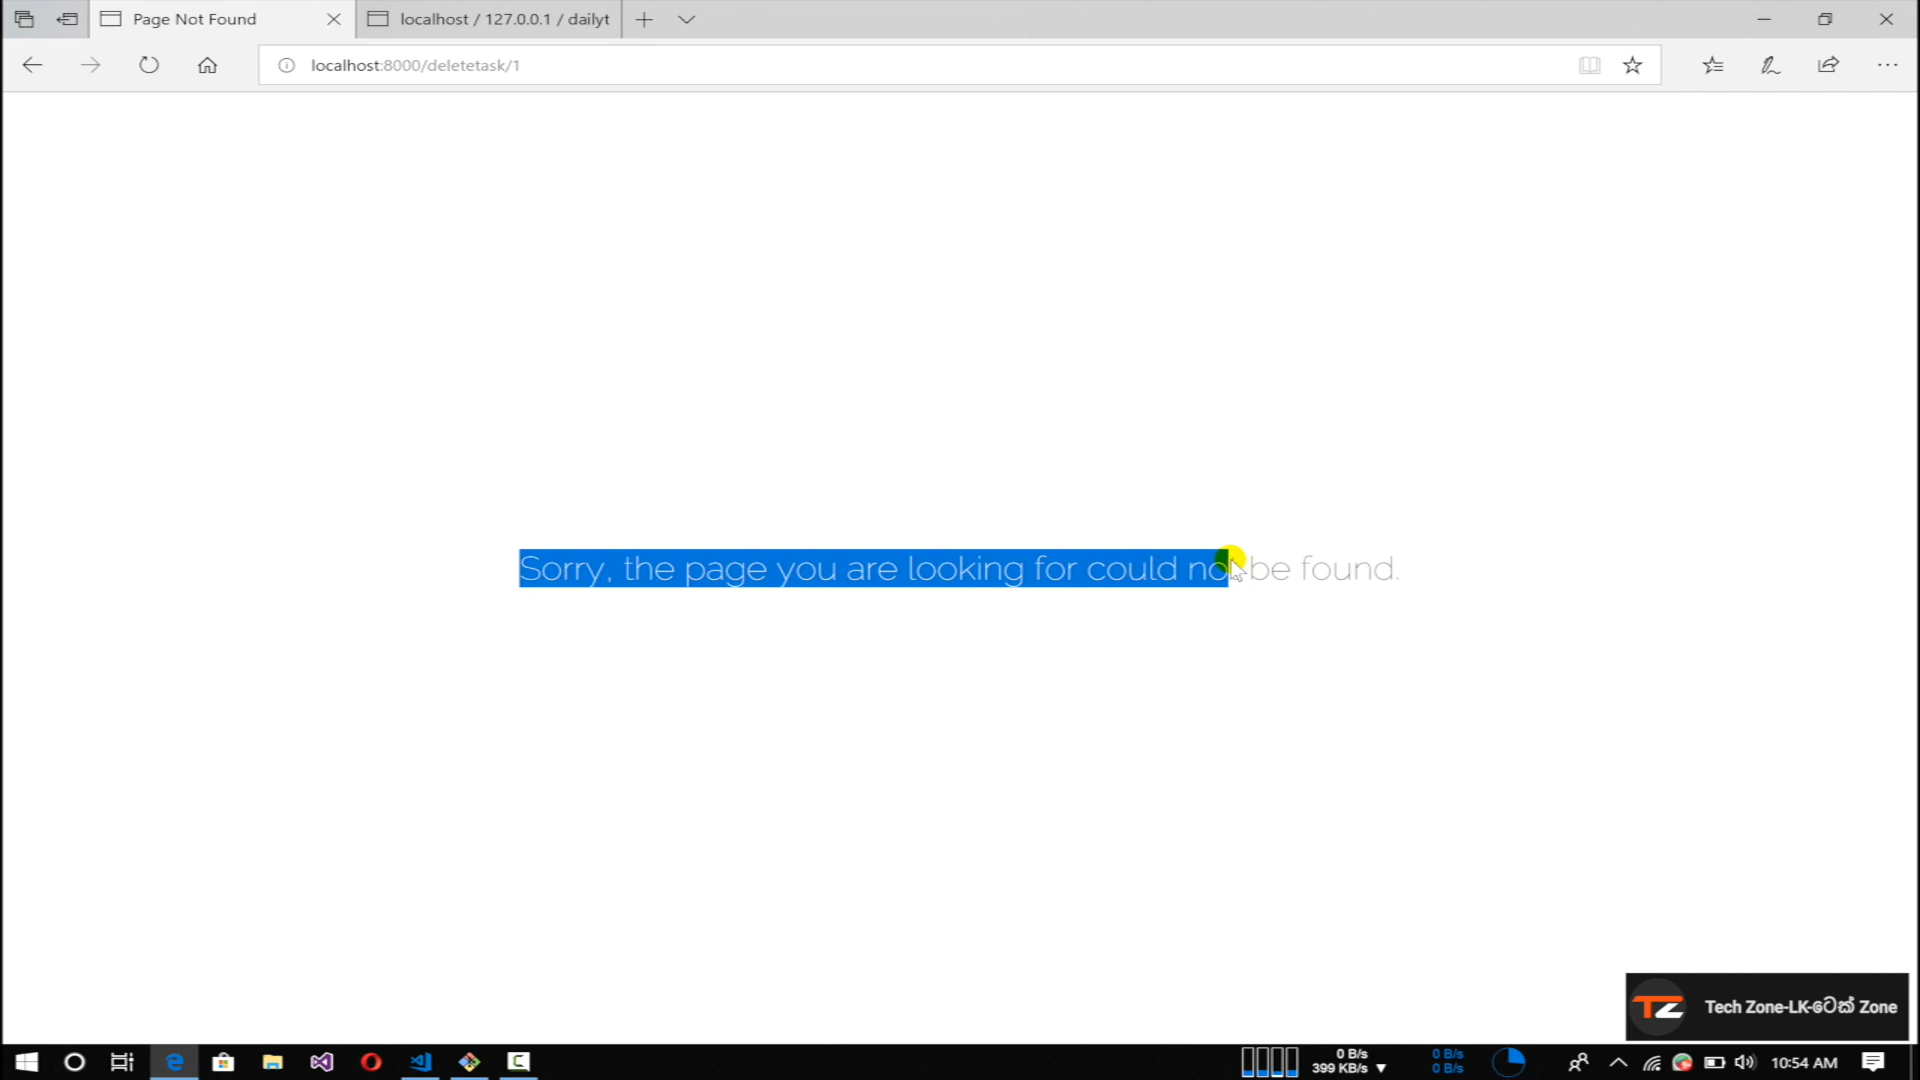 Page Not Found
localhost / 127.0.0.1 / dailyt
localhost:8000/deletetask/1
Sorry, the page you are looking for could not be found.
TZ
Tech Zone-LK-ටෙක් Zone
0 B/s
399 KB/s
0 B/s
0 B/s
10:54 AM